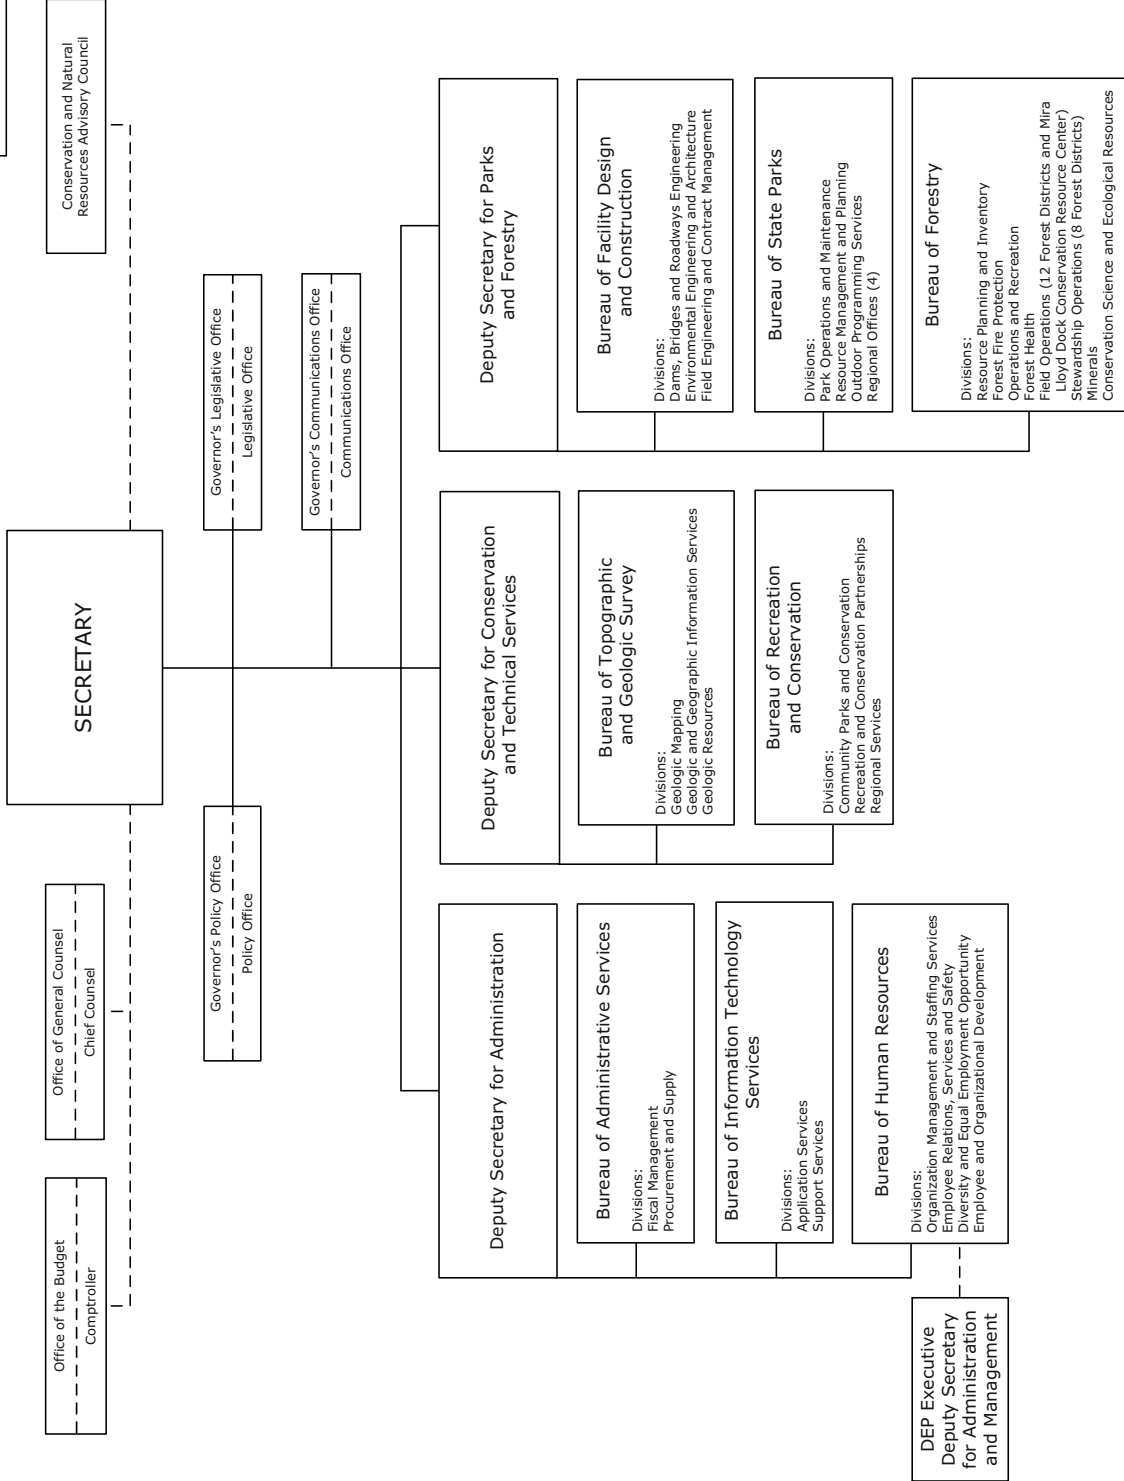 Office of the Budget
Comptroller
Office of General Counsel
Chief Counsel
SECRETARY
Conservation and Natural
Resources Advisory Council
Governor's Policy Office
Policy Office
Governor's Legislative Office
Legislative Office
Governor's Communications Office
Communications Office
Deputy Secretary for Administration
Bureau of Administrative Services
Divisions:
Fiscal Management
Procurement and Supply
Bureau of Information Technology
Services
Divisions:
Application Services
Support Services
Bureau of Human Resources
Divisions:
Organization Management and Staffing Services
Employee Relations, Services and Safety
Diversity and Equal Employment Opportunity
Employee and Organizational Development
DEP Executive
Deputy Secretary
for Administration
and Management
Deputy Secretary for Conservation
and Technical Services
Bureau of Topographic
and Geologic Survey
Divisions:
Geologic Mapping
Geologic and Geographic Information Services
Geologic Resources
Bureau of Recreation
and Conservation
Divisions:
Community Parks and Conservation
Recreation and Conservation Partnerships
Regional Services
Deputy Secretary for Parks
and Forestry
Bureau of Facility Design
and Construction
Divisions:
Dams, Bridges and Roadways Engineering
Environmental Engineering and Architecture
Field Engineering and Contract Management
Bureau of State Parks
Divisions:
Park Operations and Maintenance
Resource Management and Planning
Outdoor Programming Services
Regional Offices (4)
Bureau of Forestry
Divisions:
Resource Planning and Inventory
Forest Fire Protection
Operations and Recreation
Forest Health
Field Operations (12 Forest Districts and Mira
Lloyd Dock Conservation Resource Center)
Stewardship Operations (8 Forest Districts)
Minerals
Conservation Science and Ecological Resources